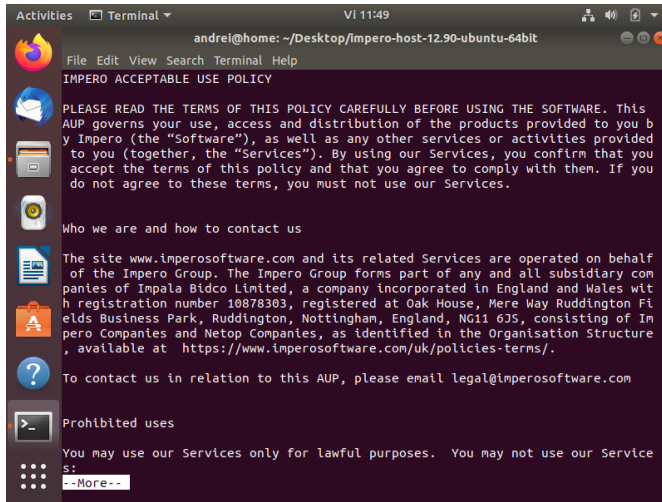 Activities Terminal Vi 11:49
andrei@home: ~/Desktop/impero-host-12.90-ubuntu-64bit
File Edit View Search Terminal Help
IMPERO ACCEPTABLE USE POLICY
PLEASE READ THE TERMS OF THIS POLICY CAREFULLY BEFORE USING THE SOFTWARE. This
AUP governs your use, access and distribution of the products provided to you b
y Impero (the “Software”), as well as any other services or activities provided
to you (together, the “Services”). By using our Services, you confirm that you
accept the terms of this policy and that you agree to comply with them. If you
do not agree to these terms, you must not use our Services.
Who we are and how to contact us
The site www.imperosoftware.com and its related Services are operated on behalf
of the Impero Group. The Impero Group forms part of any and all subsidiary com
panies of Impala Bidco Limited, a company incorporated in England and Wales wit
h registration number 10878303, registered at Oak House, Mere Way Ruddington Fi
elds Business Park, Ruddington, Nottingham, England, NG11 6JS, consisting of Im
pero Companies and Netop Companies, as identified in the Organisation Structure
, available at  https://www.imperosoftware.com/uk/policies-terms/.
To contact us in relation to this AUP, please email legal@imperosoftware.com
Prohibited uses
You may use our Services only for lawful purposes.  You may not use our Service
s:
--More--